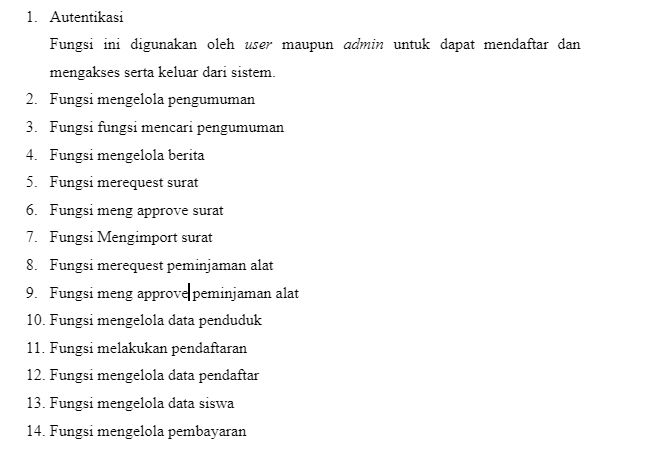 1. Autentikasi
Fungsi ini digunakan oleh user maupun admin untuk dapat mendaftar dan
mengakses serta keluar dari sistem.
2. Fungsi mengelola pengumuman
3. Fungsi fungsi mencari pengumuman
4. Fungsi mengelola berita
5. Fungsi merequest surat
6. Fungsi meng approve surat
7. Fungsi Mengimport surat
8. Fungsi merequest peminjaman alat
9. Fungsi meng approve peminjaman alat
10. Fungsi mengelola data penduduk
11. Fungsi melakukan pendaftaran
12. Fungsi mengelola data pendaftar
13. Fungsi mengelola data siswa
14. Fungsi mengelola pembayaran